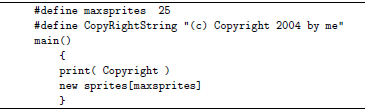 #define maxsprites 25
#define CopyRightString "(c) Copyright 2004 by me"
main()
{
print( Copyright )
new sprites[maxsprites]
}